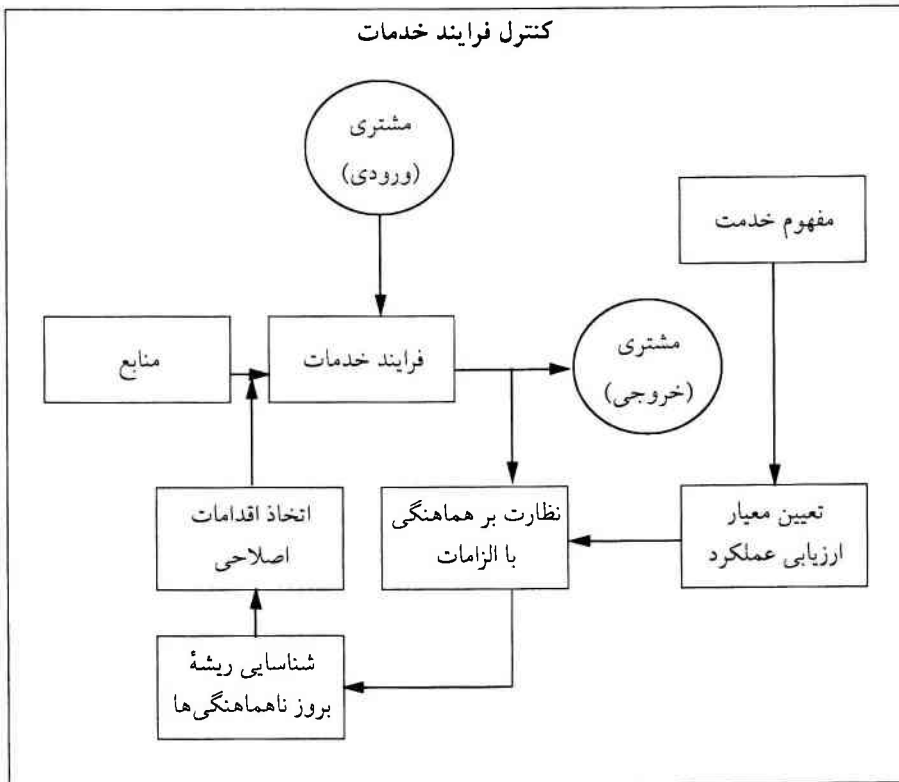 کنترل فرایند خدمات
مشتری
(ورودی)
مفهوم خدمت
منابع
فرایند خدمات
مشتری
(خروجی)
اتخاذ اقدامات
اصلاحی
نظارت بر هماهنگی
با الزامات
تعیین معیار
ارزیابی عملکرد
شناسایی ریشهٔ
بروز ناهماهنگی‌ها